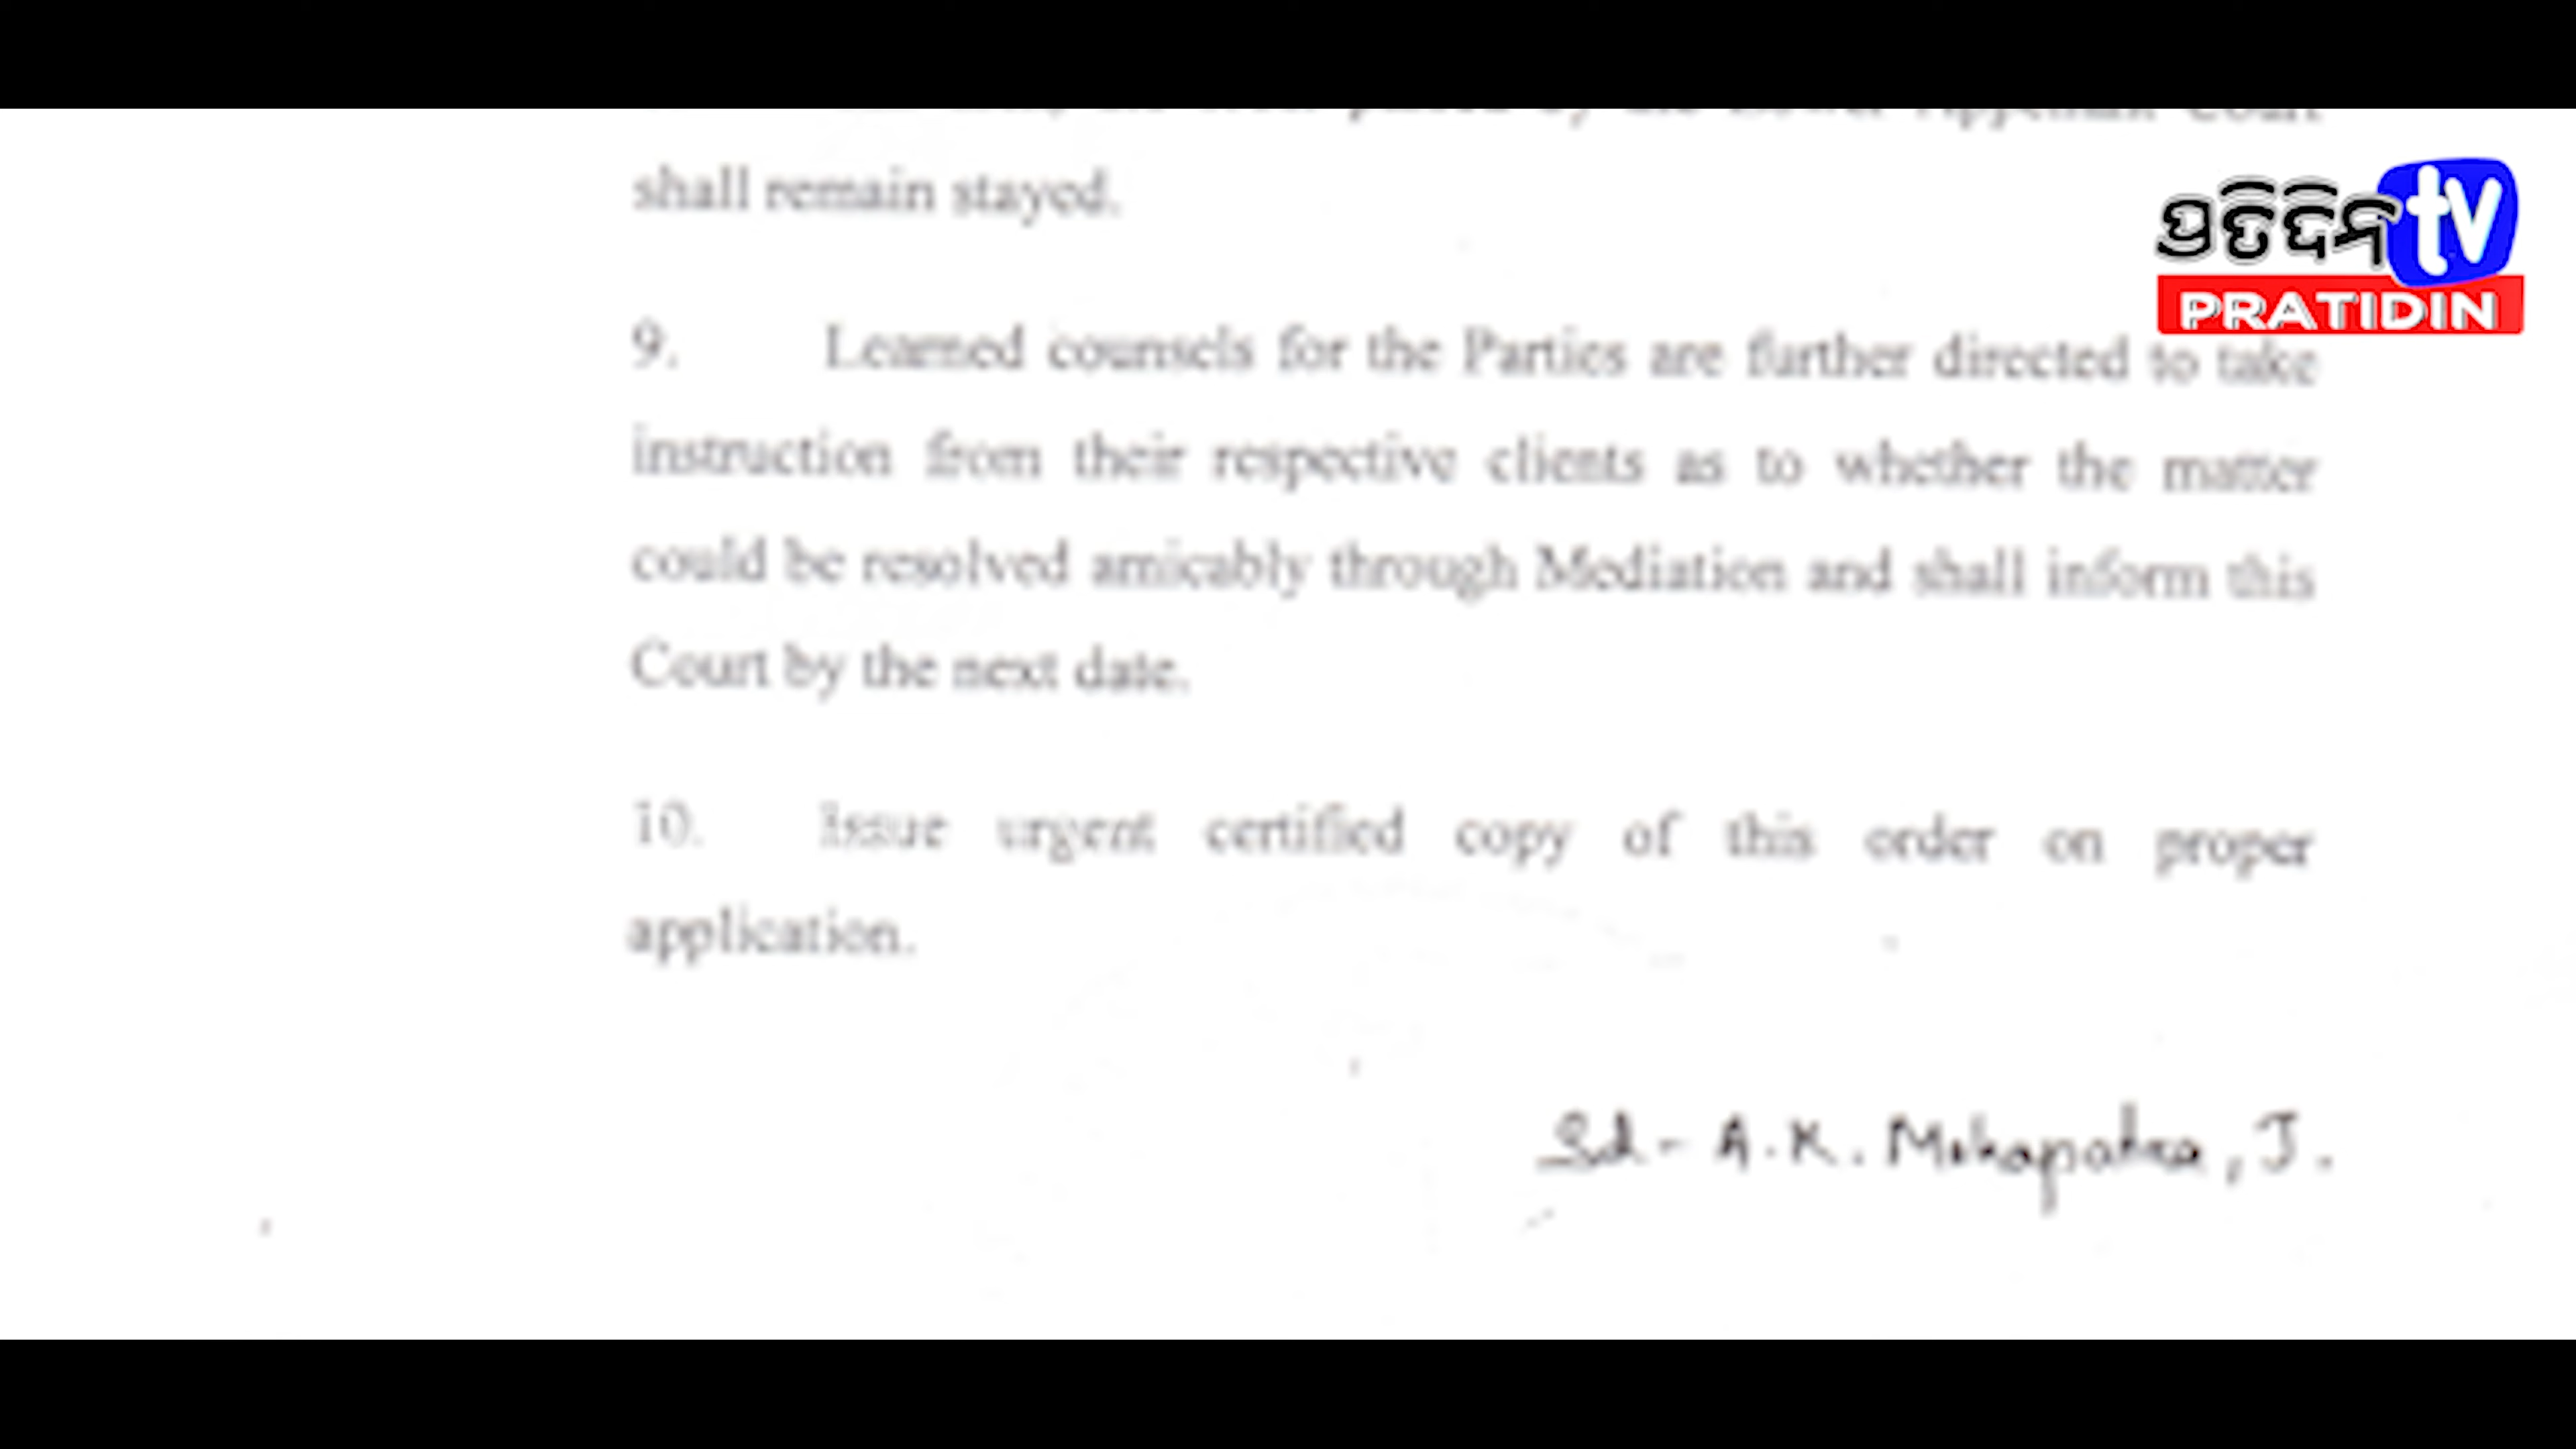 Court
shall remain stayed.
ପ୍ରତିଦିନ tv
PRATIDIN
9. Learned counsels for the Parties are further directed to take
instruction from their respective clients as to whether the matter
could be resolved amicably through Mediation and shall inform this
Court by the next date.
10. Issue urgent certified copy of this order on proper
application.
Sd- A.K. Mohapatra, J.